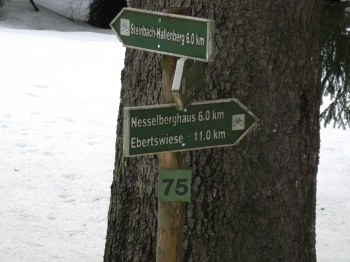 Steinbach-Hallenberg 6.0 km
Nesselberghaus 6.0 km
Ebertswiese 11.0 km
75